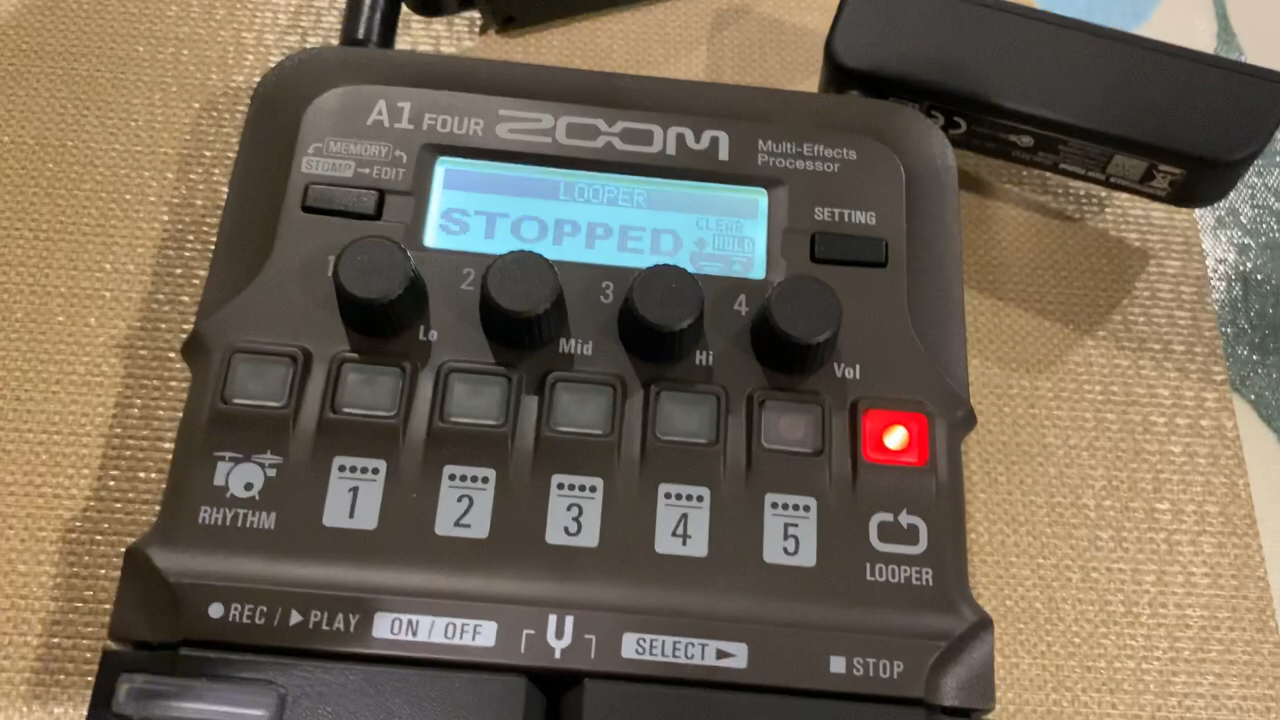 A1 FOUR ZOOM
Multi-Effects
Processor
MEMORY
STOMP → EDIT
LOOPER
STOPPED
CLEAR
HOLD
SETTING
1
2
3
4
Lo
Mid
Hi
Vol
RHYTHM
1
2
3
4
5
LOOPER
●REC / ▶PLAY
ON / OFF
SELECT ►
■ STOP
CE